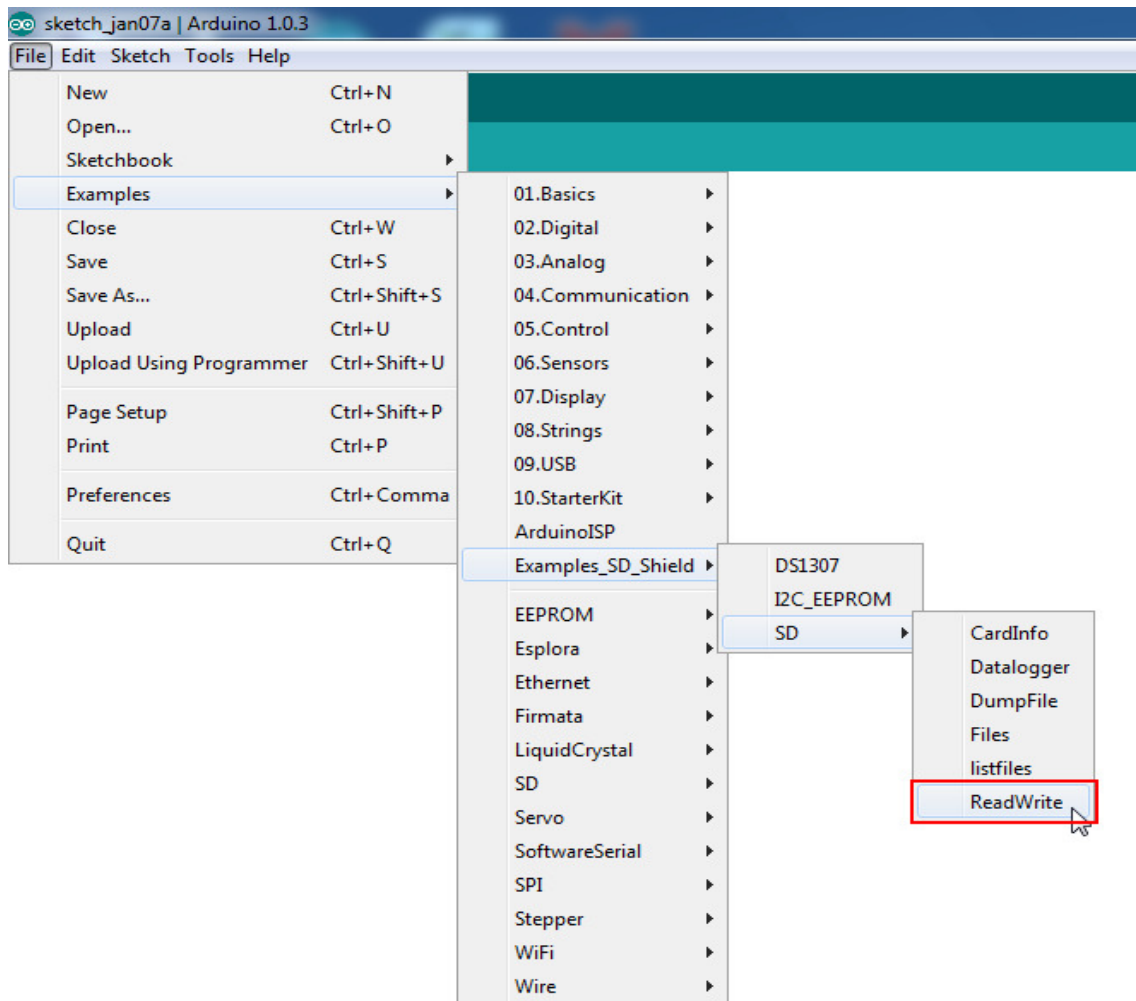 sketch_jan07a | Arduino 1.0.3
File Edit Sketch Tools Help
New Ctrl+N
Open... Ctrl+O
Sketchbook
Examples
Close Ctrl+W
Save Ctrl+S
Save As... Ctrl+Shift+S
Upload Ctrl+U
Upload Using Programmer Ctrl+Shift+U
Page Setup Ctrl+Shift+P
Print Ctrl+P
Preferences Ctrl+Comma
Quit Ctrl+Q
01.Basics
02.Digital
03.Analog
04.Communication
05.Control
06.Sensors
07.Display
08.Strings
09.USB
10.StarterKit
ArduinoISP
Examples_SD_Shield
EEPROM
Esplora
Ethernet
Firmata
LiquidCrystal
SD
Servo
SoftwareSerial
SPI
Stepper
WiFi
Wire
DS1307
I2C_EEPROM
SD
CardInfo
Datalogger
DumpFile
Files
listfiles
ReadWrite